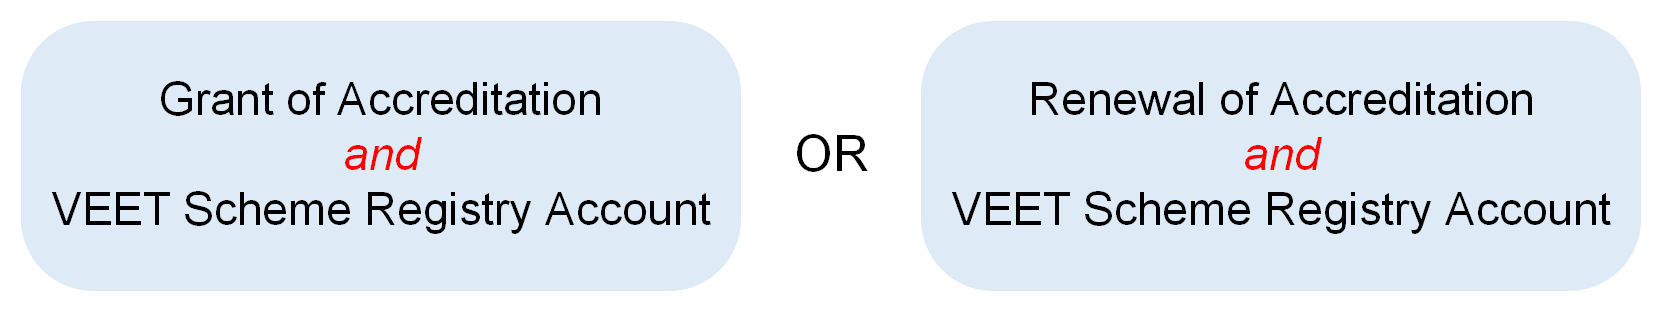 Grant of Accreditation
and
VEET Scheme Registry Account
OR
Renewal of Accreditation
and
VEET Scheme Registry Account